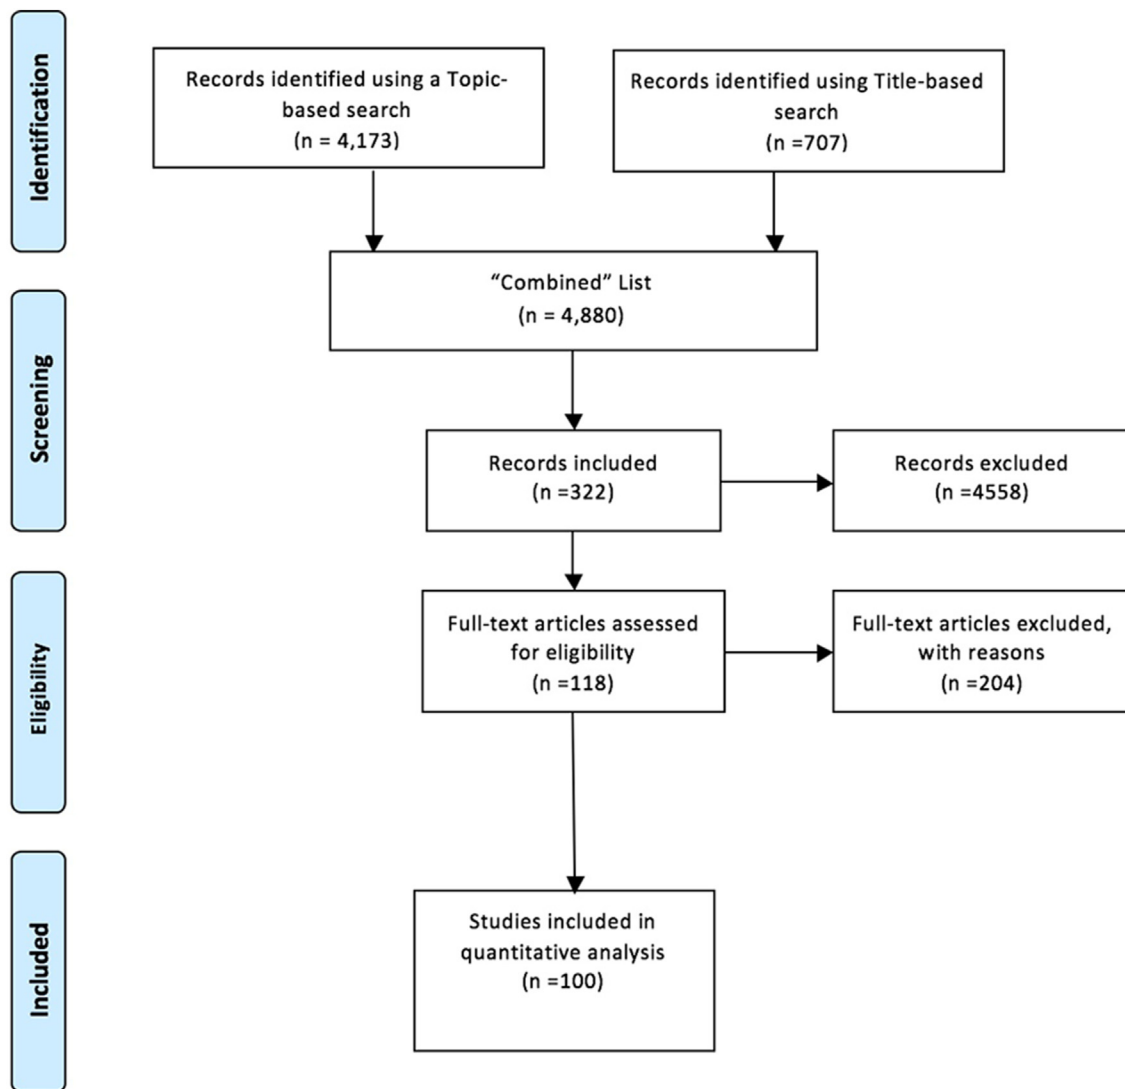 Identification
Records identified using a Topic-
based search
(n = 4,173)
Records identified using Title-based
search
(n =707)
“Combined” List
(n = 4,880)
Screening
Records included
(n =322)
Records excluded
(n =4558)
Eligibility
Full-text articles assessed
for eligibility
(n =118)
Full-text articles excluded,
with reasons
(n =204)
Included
Studies included in
quantitative analysis
(n =100)